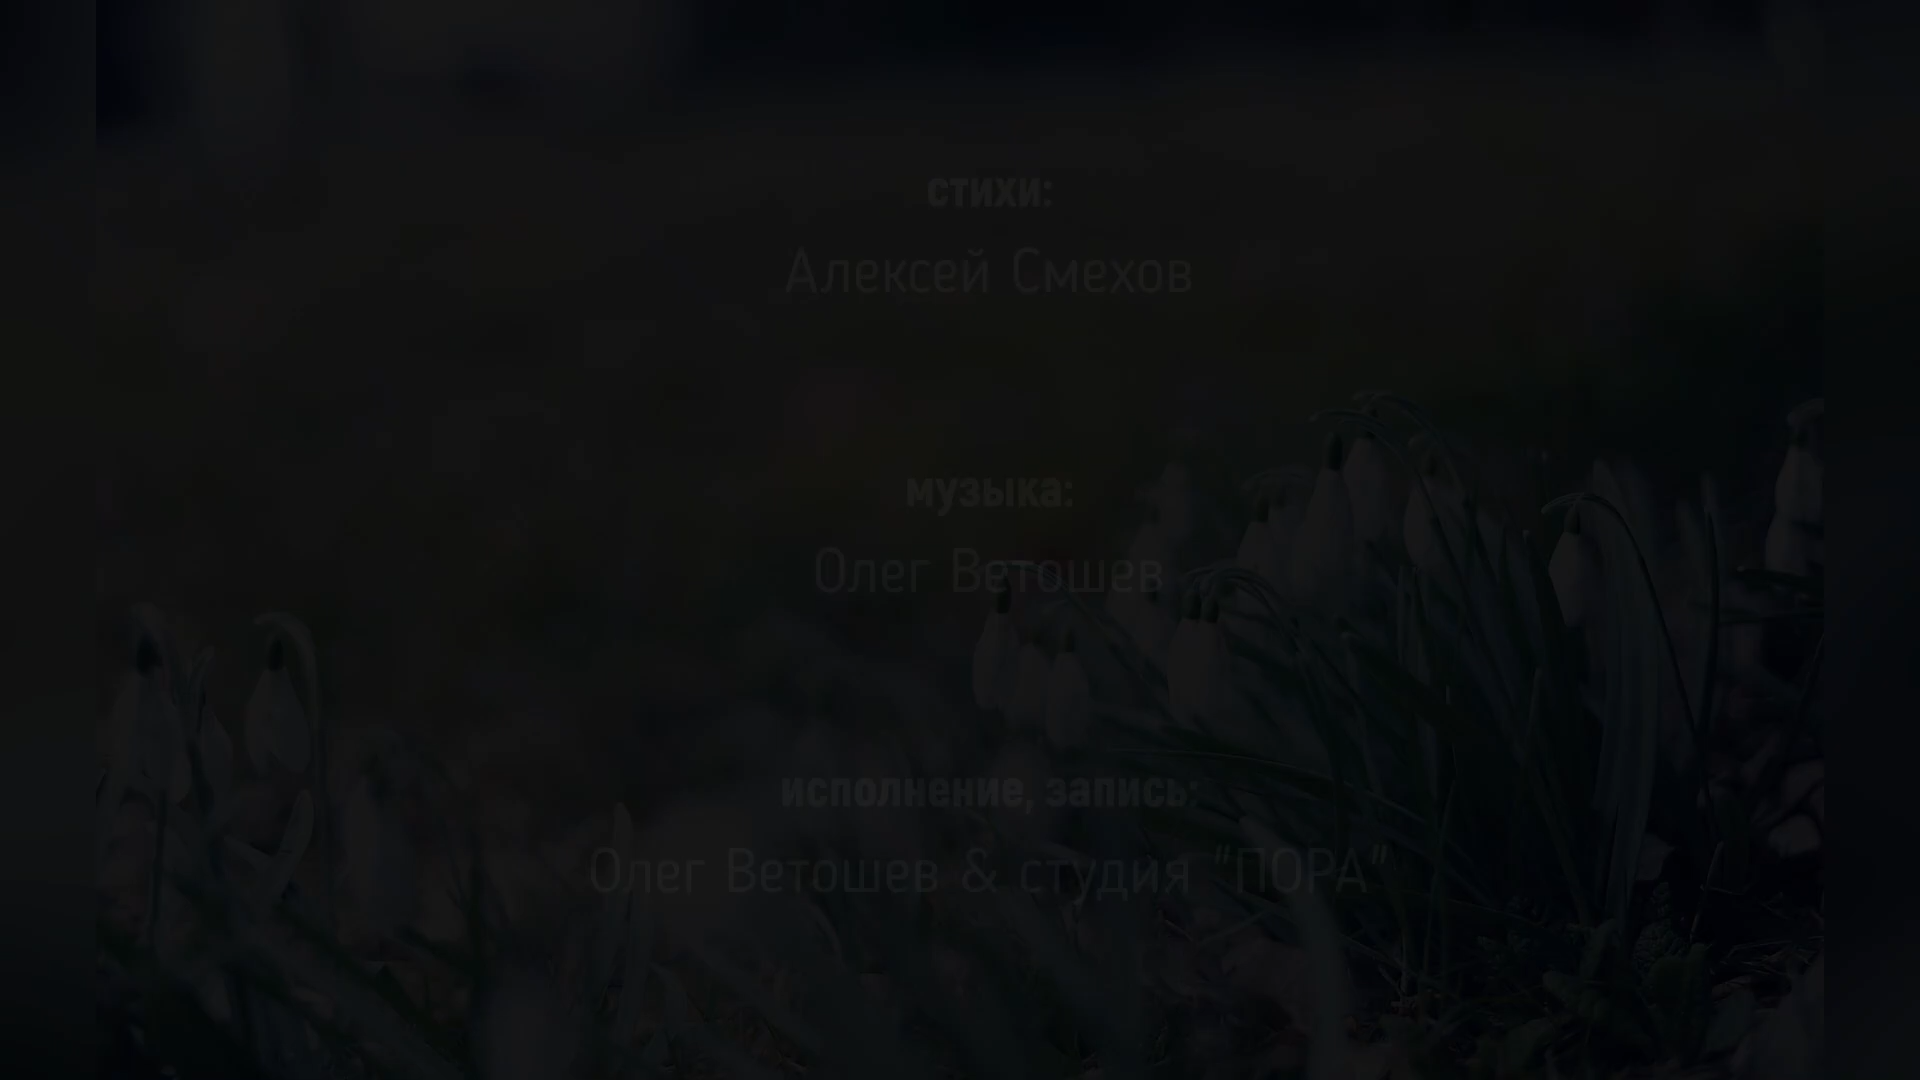 стихи:
Алексей Смехов
музыка:
Олег Ветошев
исполнение, запись:
Олег Ветошев & студия "ПОРА"